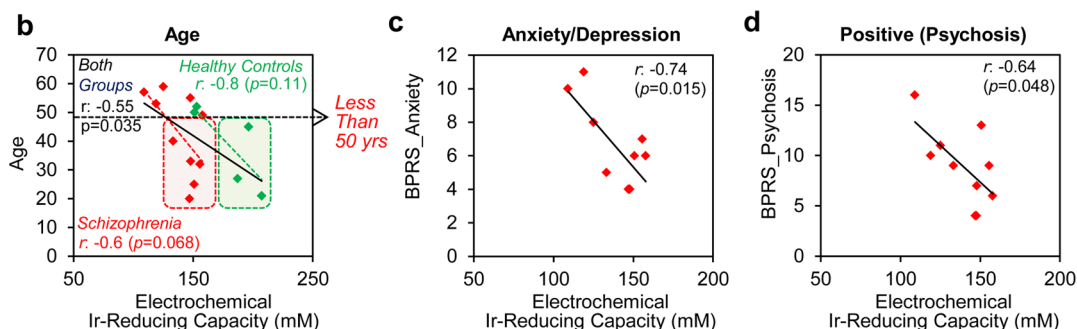 b
Age
Both
Groups
r: -0.55
p=0.035
Healthy Controls
r: -0.8 (p=0.11)
Less
Than
50 yrs
Schizophrenia
r: -0.6 (p=0.068)
Age
70
60
50
40
30
20
10
0
50
150
250
Electrochemical
Ir-Reducing Capacity (mM)
c
Anxiety/Depression
r: -0.74
(p=0.015)
BPRS_Anxiety
12
10
8
6
4
2
0
50
100
150
200
Electrochemical
Ir-Reducing Capacity (mM)
d
Positive (Psychosis)
r: -0.64
(p=0.048)
BPRS_Psychosis
20
15
10
5
0
50
100
150
200
Electrochemical
Ir-Reducing Capacity (mM)